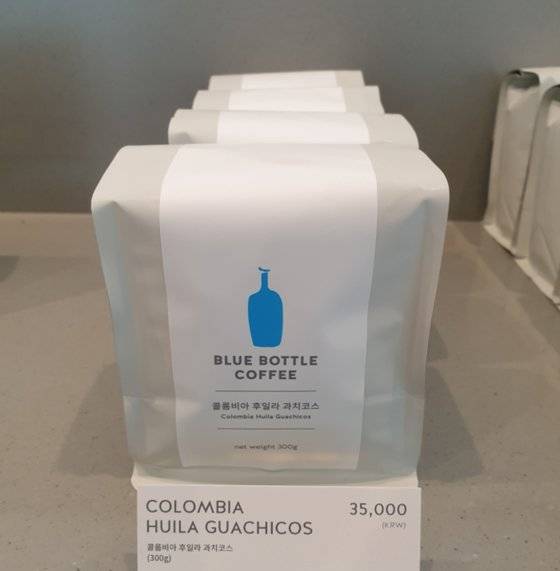 BLUE BOTTLE
COFFEE
콜롬비아 후일라 과치코스
Colombia Huila Guachicos
net weight 300g
COLOMBIA
HUILA GUACHICOS
35,000
(KRW)
콜롬비아 후일라 과치코스
(300g)